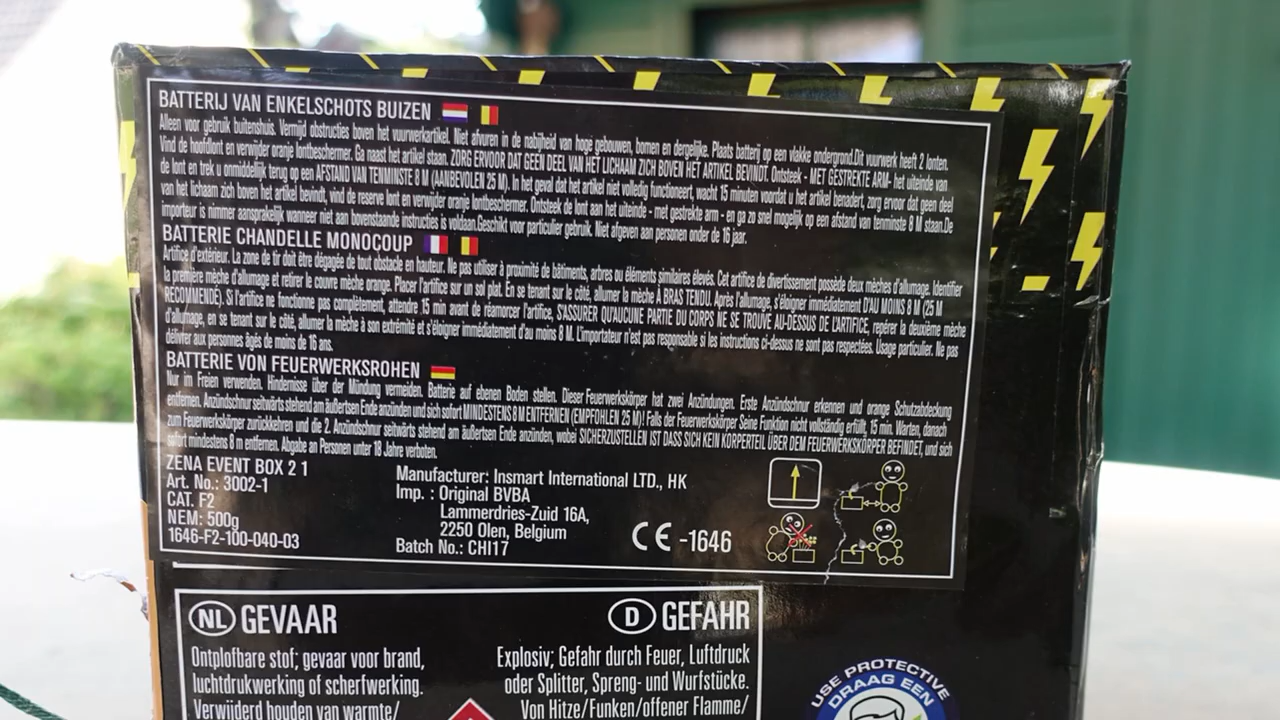 BATTERIJ VAN ENKELSCHOTS BUIZEN
Alleen voor gebruik buitenshuis. Vermijd obstructies boven het vuurwerkartikel. Niet afvuren in de nabijheid van hoge gebouwen, bomen en dergelijke. Plaats batterij op een vlakke ondergrond.Dit vuurwerk heeft 2 lonten.
Vind de hoofdlont en verwijder oranje lontbeschermer. Ga naast het artikel staan. ZORG ERVOOR DAT GEEN DEEL VAN HET LICHAAM ZICH BOVEN HET ARTIKEL BEVINDT. Ontsteek - MET GESTREKTE ARM- het uiteinde van
de lont en trek u onmiddellijk terug op een AFSTAND VAN TENMINSTE 8 M (AANBEVOLEN 25 M). In het geval dat het artikel niet volledig functioneert, wacht 15 minuten voordat u het artikel benadert, zorg ervoor dat geen deel
van het lichaam zich boven het artikel bevindt, vind de reserve lont en verwijder oranje lontbeschermer. Ontsteek de lont aan het uiteinde - met gestrekte arm - en ga zo snel mogelijk op een afstand van tenminste 8 M staan.De
importeur is nimmer aansprakelijk wanneer niet aan bovenstaande instructies is voldaan.Geschikt voor particulier gebruik. Niet afgeven aan personen onder de 16 jaar.
BATTERIE CHANDELLE MONOCOUP
Artifice d'extérieur. La zone de tir doit être dégagée de tout obstacle en hauteur. Ne pas utiliser à proximité de bâtiments, arbres ou éléments similaires élevés. Cet artifice de divertissement possède deux mèches d'allumage. Identifier
la première mèche d'allumage et retirer le couvre mèche orange. Placer l'artifice sur un sol plat. En se tenant sur le côté, allumer la mèche À BRAS TENDU. Après l'allumage, s'éloigner immédiatement D'AU MOINS 8 M (25 M
RECOMMENDÉ). Si l'artifice ne fonctionne pas complètement, attendre 15 min avant de réamorcer l'artifice, S'ASSURER QU'AUCUNE PARTIE DU CORPS NE SE TROUVE AU-DESSUS DE L'ARTIFICE, repérer la deuxième mèche
d'allumage, en se tenant sur le côté, allumer la mèche à son extrémité et s'éloigner immédiatement d'au moins 8 M. L'importateur n'est pas responsable si les instructions ci-dessus ne sont pas respectées. Usage particulier. Ne pas
délivrer aux personnes âgés de moins de 16 ans.
BATTERIE VON FEUERWERKSROHEN
Nur im Freien verwenden. Hindernisse über der Mündung vermeiden. Batterie auf ebenen Boden stellen. Dieser Feuerwerkskörper hat zwei Anzündungen. Erste Anzündschnur erkennen und orange Schutzabdeckung
entfernen. Anzündschnur seitwärts stehend am äußertsen Ende anzünden und sich sofort MINDESTENS 8 M ENTFERNEN (EMPFOHLEN 25 M)! Falls der Feuerwerkskörper Seine Funktion nicht vollständig erfüllt, 15 min. Warten, danach
zum Feuerwerkskörper zurückkehren und die 2. Anzündschnur seitwärts stehend am äußertsen Ende anzünden, wobei SICHERZUSTELLEN IST DASS SICH KEIN KORPERTEIL ÜBER DEM FEUERWERKSKÖRPER BEFINDET, und sich
sofort mindestens 8 m entfernen. Abgabe an Personen unter 18 Jahre verboten.
ZENA EVENT BOX 2 1
Art. No.: 3002-1
CAT. F2
NEM: 500g
1646-F2-100-040-03
Manufacturer: Insmart International LTD., HK
Imp. : Original BVBA
Lammerdries-Zuid 16A,
2250 Olen, Belgium
Batch No.: CHI17
CE -1646
NL GEVAAR
Ontplofbare stof; gevaar voor brand,
luchtdrukwerking of scherfwerking.
Verwijderd houden van warmte/
D GEFAHR
Explosiv; Gefahr durch Feuer, Luftdruck
oder Splitter, Spreng- und Wurfstücke.
Von Hitze/Funken/offener Flamme/
USE PROTECTIVE
DRAAG EEN